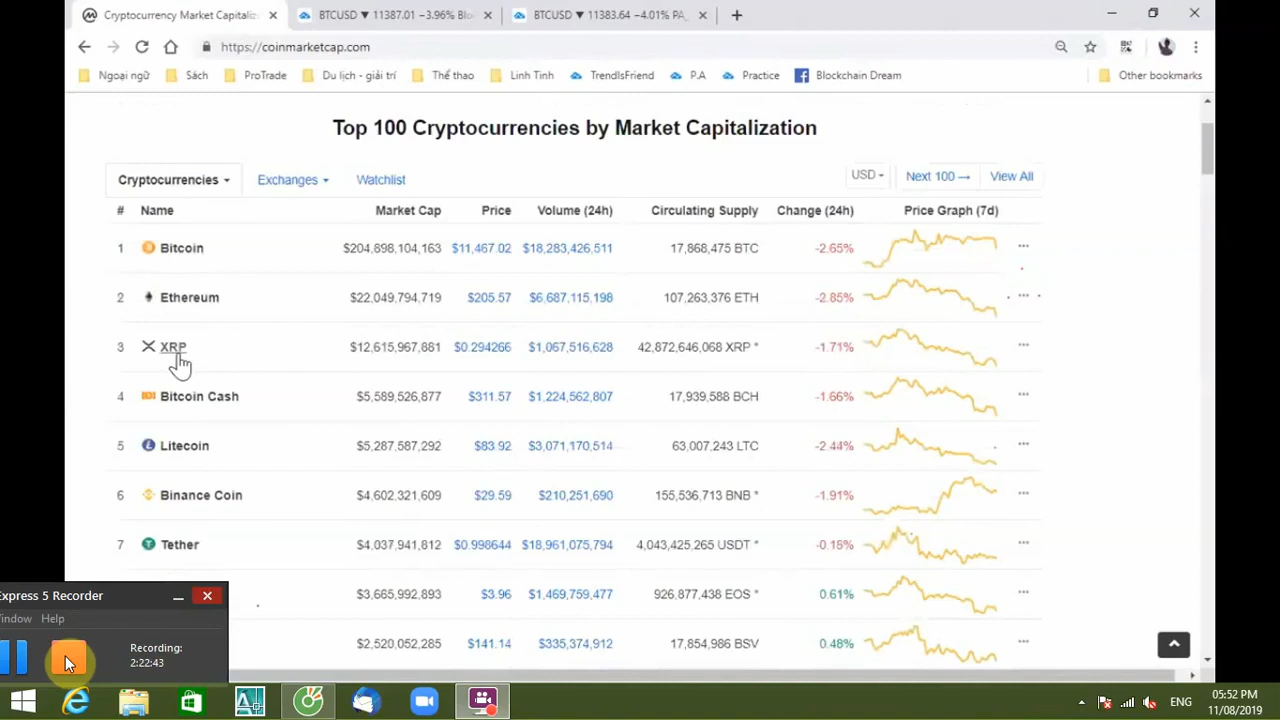 Cryptocurrency Market Capitaliz
BTCUSD ▼ 11387.01 −3.96% Blo
BTCUSD ▼ 11383.64 −4.01% PA_
https://coinmarketcap.com
Ngoại ngữ
Sách
ProTrade
Du lịch - giải trí
Thể thao
Linh Tinh
TrendIsFriend
P.A
Practice
Blockchain Dream
Other bookmarks
Top 100 Cryptocurrencies by Market Capitalization
Cryptocurrencies
Exchanges
Watchlist
USD
Next 100 →
View All
# Name Market Cap Price Volume (24h) Circulating Supply Change (24h) Price Graph (7d)
1 Bitcoin $204,898,104,163 $11,467.02 $18,283,426,511 17,868,475 BTC -2.65%
2 Ethereum $22,049,794,719 $205.57 $6,687,115,198 107,263,376 ETH -2.85%
3 XRP $12,615,967,881 $0.294266 $1,067,516,628 42,872,646,068 XRP * -1.71%
4 Bitcoin Cash $5,589,526,877 $311.57 $1,224,562,807 17,939,588 BCH -1.66%
5 Litecoin $5,287,587,292 $83.92 $3,071,170,514 63,007,243 LTC -2.44%
6 Binance Coin $4,602,321,609 $29.59 $210,251,690 155,536,713 BNB * -1.91%
7 Tether $4,037,941,812 $0.998644 $18,961,075,794 4,043,425,265 USDT * -0.16%
$3,665,992,893 $3.96 $1,469,759,477 926,877,438 EOS * 0.61%
$2,520,052,285 $141.14 $335,374,912 17,854,986 BSV 0.48%
Express 5 Recorder
indow Help
Recording:
2:22:43
ENG
05:52 PM
11/08/2019